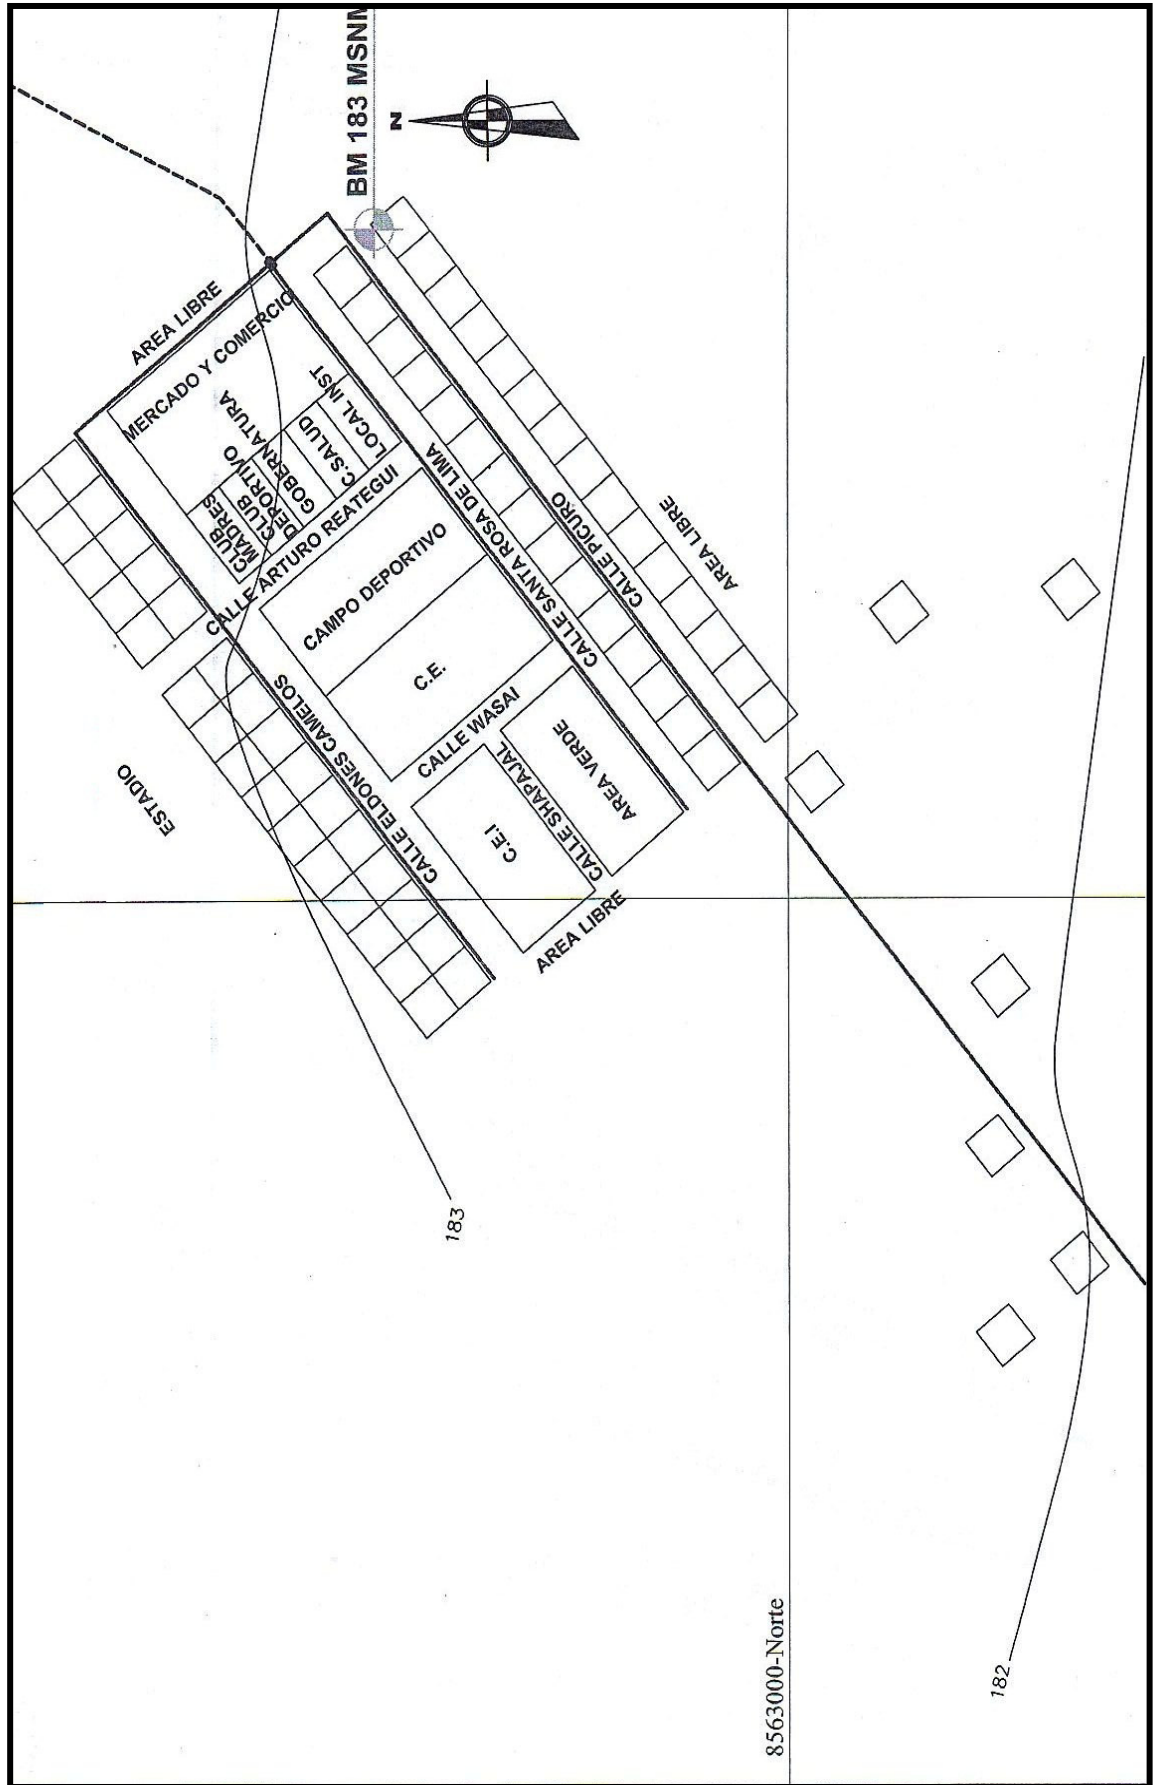 BM 183 MSNM
N
AREA LIBRE
MERCADO Y COMERCIO
LOCAL INST
C.SALUD
GOBERNATURA
CLUB
DEPORTIVO
CLUB
MADRES
CALLE ARTURO REATEGUI
CAMPO DEPORTIVO
C.E.
CALLE SANTA ROSA DE LIMA
CALLE PICURO
AREA LIBRE
CALLE ELDONES CAMELOS
CALLE WASAI
ESTADIO
C.E.I
CALLE SHAPAJAL
AREA VERDE
AREA LIBRE
183
8563000-Norte
182